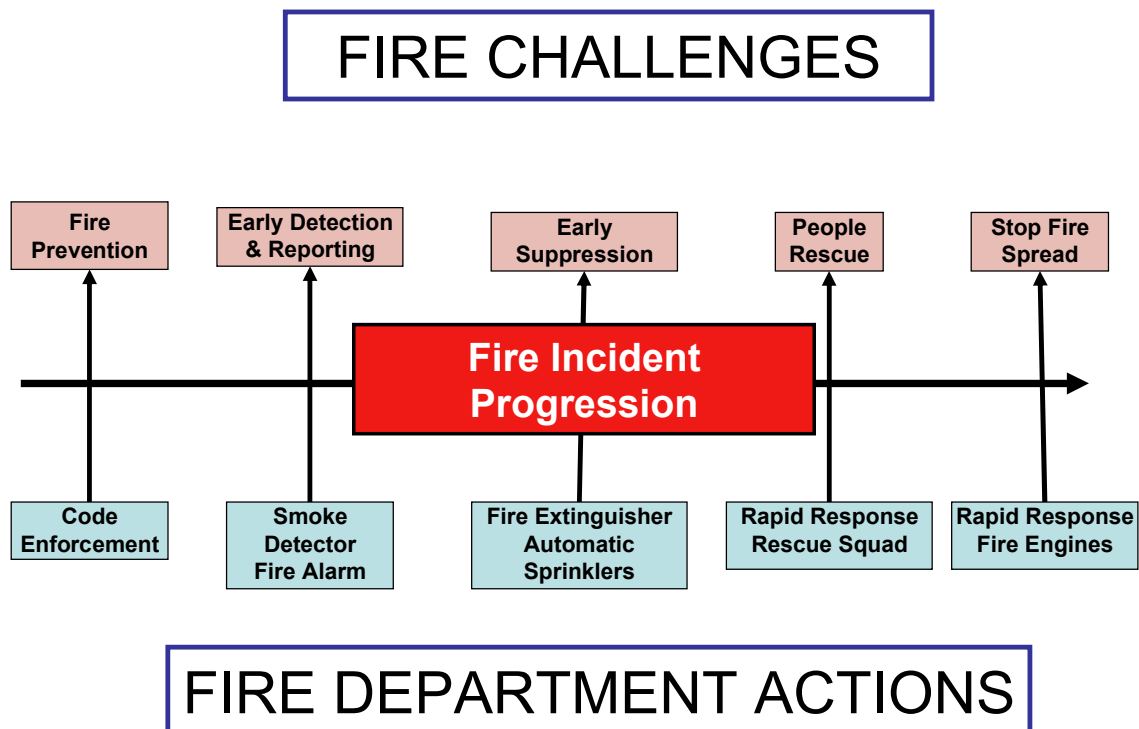 FIRE CHALLENGES
Fire
Prevention
Early Detection
& Reporting
Early
Suppression
People
Rescue
Stop Fire
Spread
Fire Incident
Progression
Code
Enforcement
Smoke
Detector
Fire Alarm
Fire Extinguisher
Automatic
Sprinklers
Rapid Response
Rescue Squad
Rapid Response
Fire Engines
FIRE DEPARTMENT ACTIONS